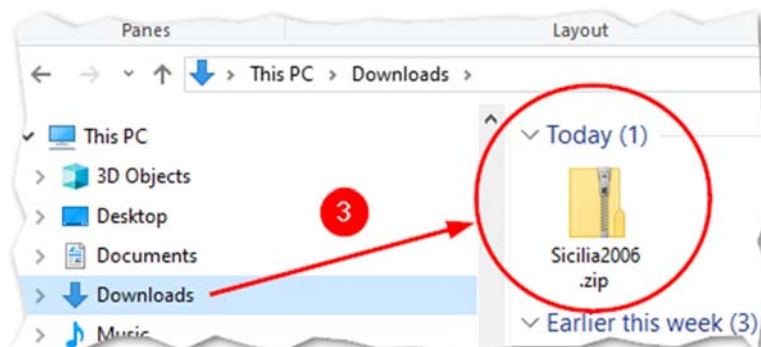 Panes
Layout
This PC > Downloads >
This PC
3D Objects
Desktop
Documents
Downloads
Music
3
Today (1)
Sicilia2006
.zip
Earlier this week (3)